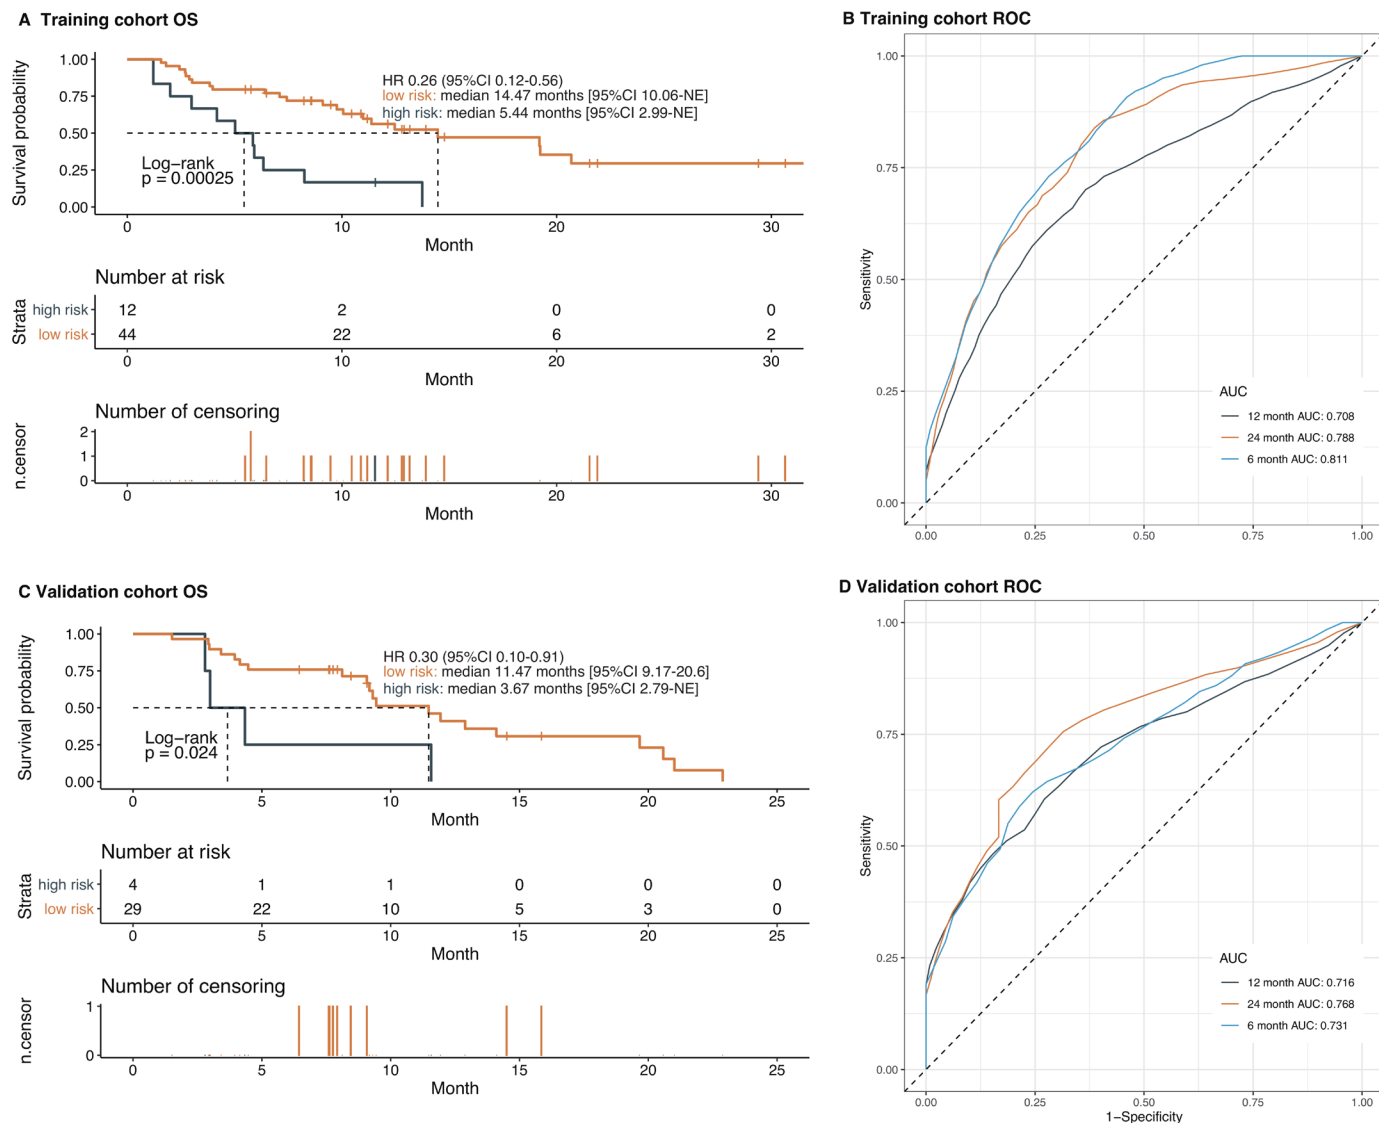 A Training cohort OS
Survival probability
1.00
0.75
0.50
0.25
0.00
HR 0.26 (95%CI 0.12-0.56)
low risk: median 14.47 months [95%CI 10.06-NE]
high risk: median 5.44 months [95%CI 2.99-NE]
Log-rank
p = 0.00025
0 10 20 30
Month
Number at risk
Strata
high risk 12 2 0 0
low risk 44 22 6 2
0 10 20 30
Month
Number of censoring
n.censor
2
1
0
0 10 20 30
Month
B Training cohort ROC
Sensitivity
1.00
0.75
0.50
0.25
0.00
AUC
12 month AUC: 0.708
24 month AUC: 0.788
6 month AUC: 0.811
0.00 0.25 0.50 0.75 1.00
C Validation cohort OS
Survival probability
1.00
0.75
0.50
0.25
0.00
HR 0.30 (95%CI 0.10-0.91)
low risk: median 11.47 months [95%CI 9.17-20.6]
high risk: median 3.67 months [95%CI 2.79-NE]
Log-rank
p = 0.024
0 5 10 15 20 25
Month
Number at risk
Strata
high risk 4 1 1 0 0 0
low risk 29 22 10 5 3 0
0 5 10 15 20 25
Month
Number of censoring
n.censor
1
0
0 5 10 15 20 25
Month
D Validation cohort ROC
Sensitivity
1.00
0.75
0.50
0.25
0.00
AUC
12 month AUC: 0.716
24 month AUC: 0.768
6 month AUC: 0.731
0.00 0.25 0.50 0.75 1.00
1-Specificity